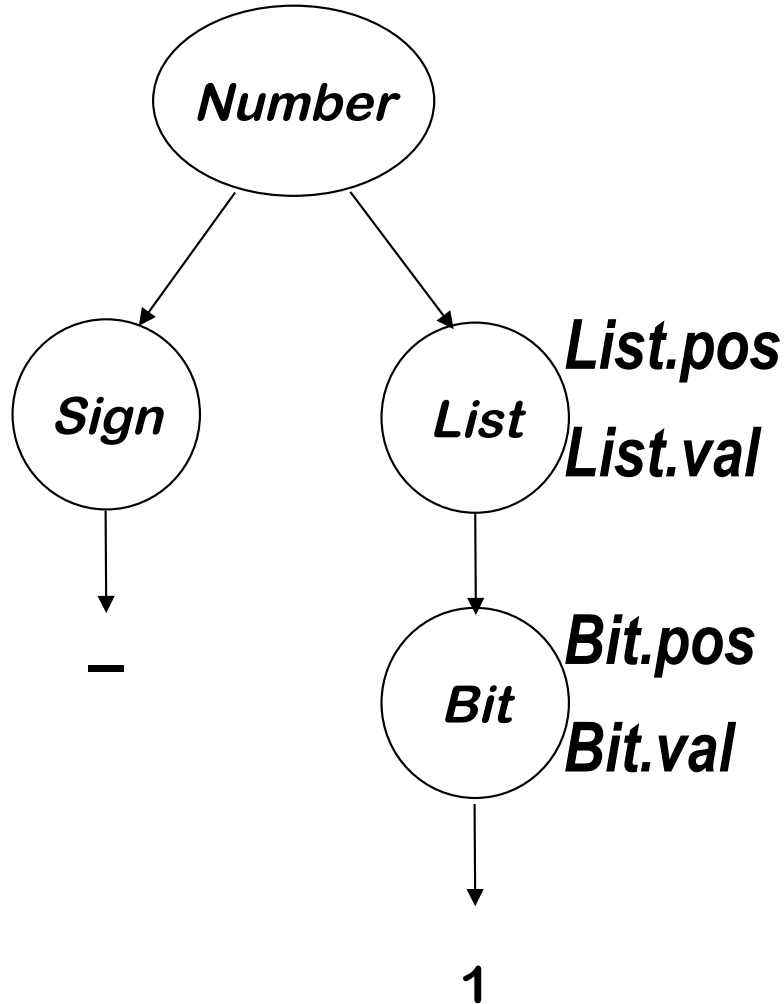 Number
Sign
List
List.pos
List.val
–
Bit
Bit.pos
Bit.val
1